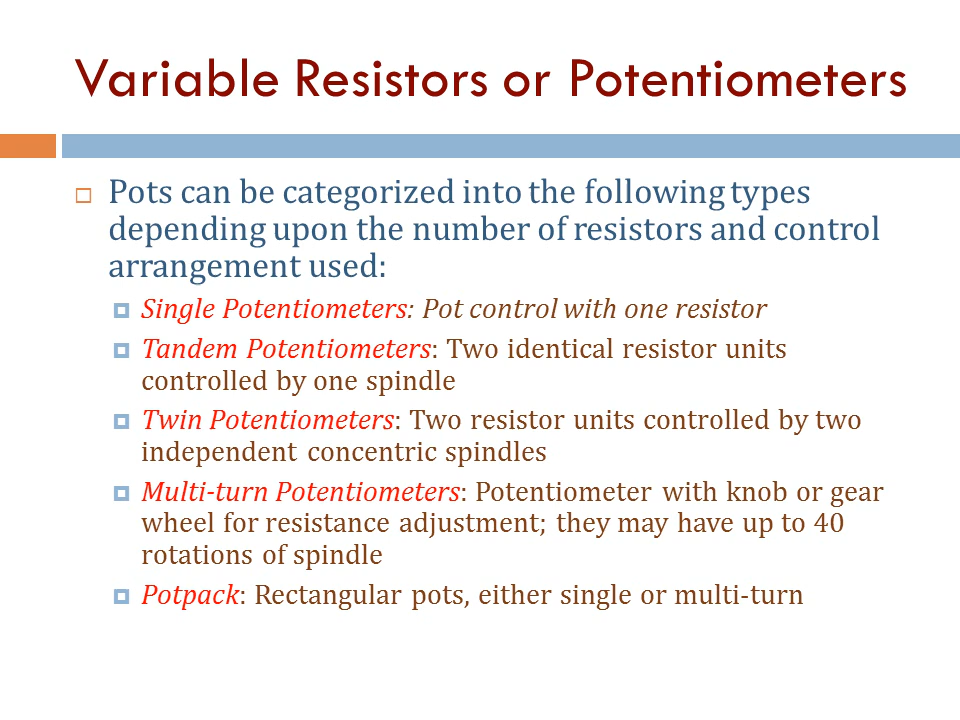 Variable Resistors or Potentiometers
Pots can be categorized into the following types
depending upon the number of resistors and control
arrangement used:
Single Potentiometers: Pot control with one resistor
Tandem Potentiometers: Two identical resistor units
controlled by one spindle
Twin Potentiometers: Two resistor units controlled by two
independent concentric spindles
Multi-turn Potentiometers: Potentiometer with knob or gear
wheel for resistance adjustment; they may have up to 40
rotations of spindle
Potpack: Rectangular pots, either single or multi-turn